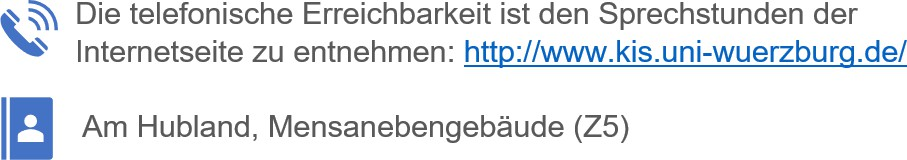 Die telefonische Erreichbarkeit ist den Sprechstunden der
Internetseite zu entnehmen: http://www.kis.uni-wuerzburg.de/
Am Hubland, Mensanebengebäude (Z5)